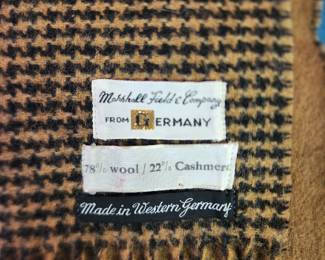 Marshall Field & Company
FROM GERMANY
78% wool / 22% Cashmere
Made in Western Germany